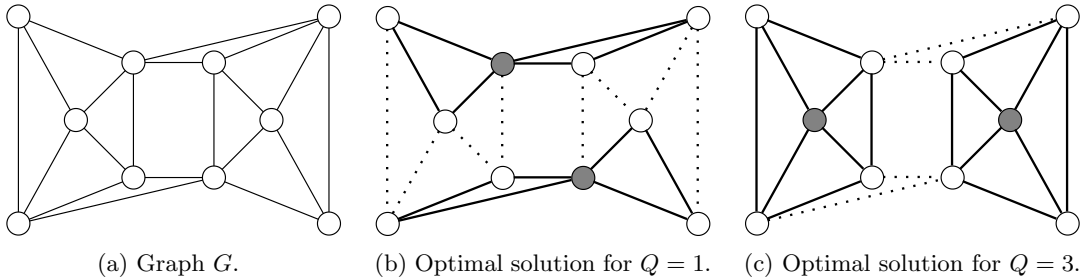 (a) Graph G.
(b) Optimal solution for Q = 1.
(c) Optimal solution for Q = 3.